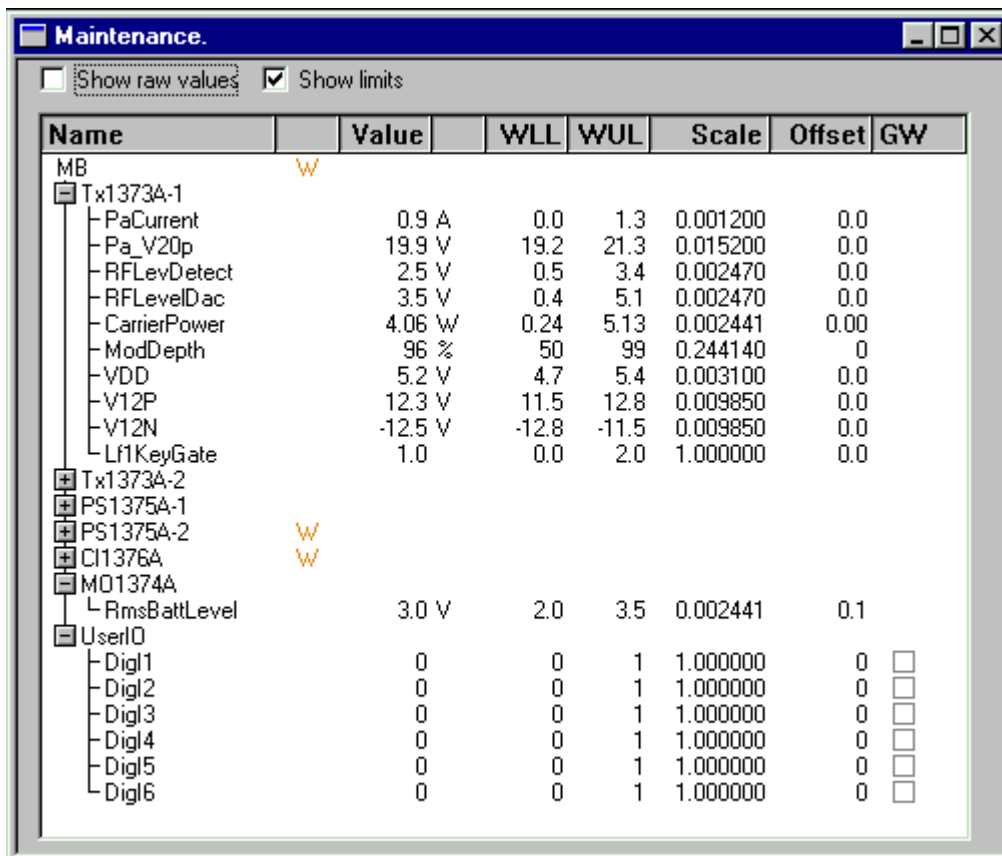 Maintenance.
Show raw values Show limits
Name Value WLL WUL Scale Offset GW
MB W
Tx1373A-1
PaCurrent 0.9 A 0.0 1.3 0.001200 0.0
Pa_V20p 19.9 V 19.2 21.3 0.015200 0.0
RFLevDetect 2.5 V 0.5 3.4 0.002470 0.0
RFLevelDac 3.5 V 0.4 5.1 0.002470 0.0
CarrierPower 4.06 W 0.24 5.13 0.002441 0.00
ModDepth 96 % 50 99 0.244140 0
VDD 5.2 V 4.7 5.4 0.003100 0.0
V12P 12.3 V 11.5 12.8 0.009850 0.0
V12N -12.5 V -12.8 -11.5 0.009850 0.0
Lf1KeyGate 1.0 0.0 2.0 1.000000 0.0
Tx1373A-2
PS1375A-1
PS1375A-2 W
CI1376A W
MO1374A
RmsBattLevel 3.0 V 2.0 3.5 0.002441 0.1
UserIO
DigI1 0 0 1 1.000000 0
DigI2 0 0 1 1.000000 0
DigI3 0 0 1 1.000000 0
DigI4 0 0 1 1.000000 0
DigI5 0 0 1 1.000000 0
DigI6 0 0 1 1.000000 0